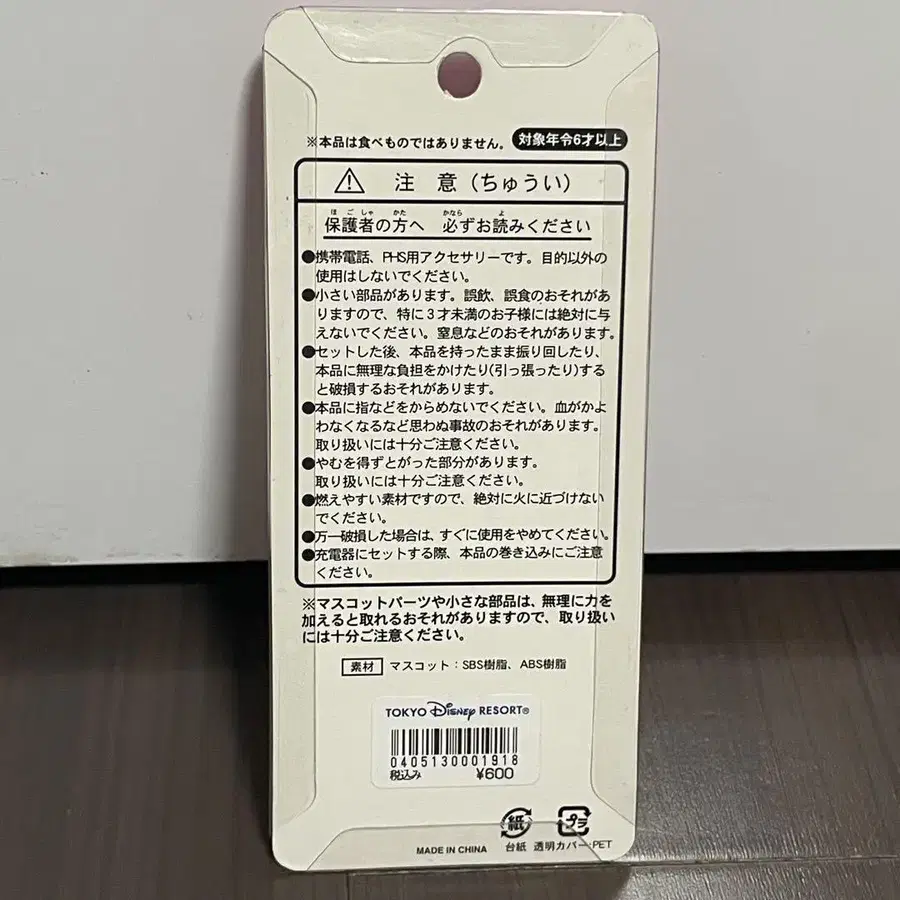 ※本品は食べものではありません。 対象年令6才以上
注 意（ちゅうい）
ほごしゃ かた かなら よ
保護者の方へ 必ずお読みください
●携帯電話、PHS用アクセサリーです。目的以外の
使用はしないでください。
●小さい部品があります。誤飲、誤食のおそれがあ
りますので、特に３才未満のお子様には絶対に与
えないでください。窒息などのおそれがあります。
●セットした後、本品を持ったまま振り回したり、
本品に無理な負担をかけたり(引っ張ったり)する
と破損するおそれがあります。
●本品に指などをからめないでください。血がかよ
わなくなるなど思わぬ事故のおそれがあります。
取り扱いには十分ご注意ください。
●やむを得ずとがった部分があります。
取り扱いには十分ご注意ください。
●燃えやすい素材ですので、絶対に火に近づけない
でください。
●万一破損した場合は、すぐに使用をやめてください。
●充電器にセットする際、本品の巻き込みにご注意
ください。
※マスコットパーツや小さな部品は、無理に力を
加えると取れるおそれがありますので、取り扱い
には十分ご注意ください。
素材 マスコット：SBS樹脂、ABS樹脂
TOKYO Disney RESORT®
0405130001918
税込み ¥600
紙 プラ
MADE IN CHINA 台紙 透明カバー:PET